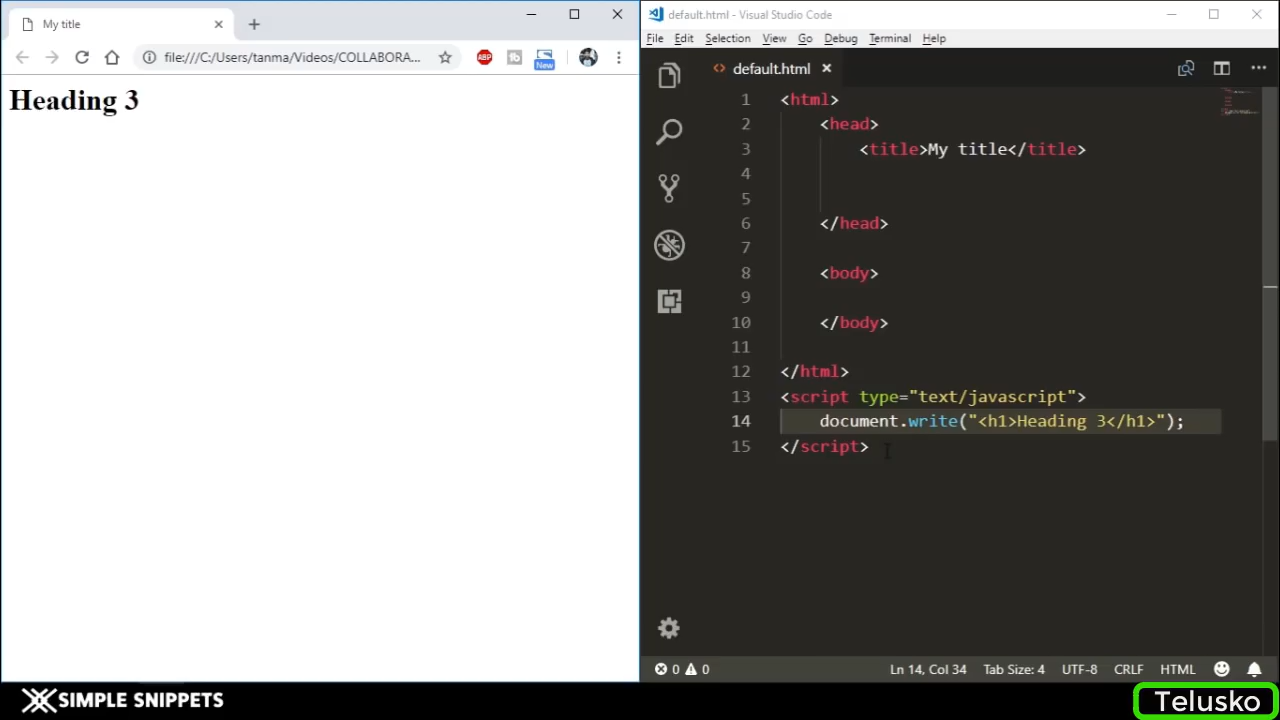 My title
file:///C:/Users/tanma/Videos/COLLABORA...
ABP
New
Heading 3
default.html - Visual Studio Code
File Edit Selection View Go Debug Terminal Help
default.html
1 <html>
2 <head>
3 <title>My title</title>
4
5
6 </head>
7
8 <body>
9
10 </body>
11
12 </html>
13 <script type="text/javascript">
14 document.write("<h1>Heading 3</h1>");
15 </script>
0 0 Ln 14, Col 34 Tab Size: 4 UTF-8 CRLF HTML
SIMPLE SNIPPETS
Telusko